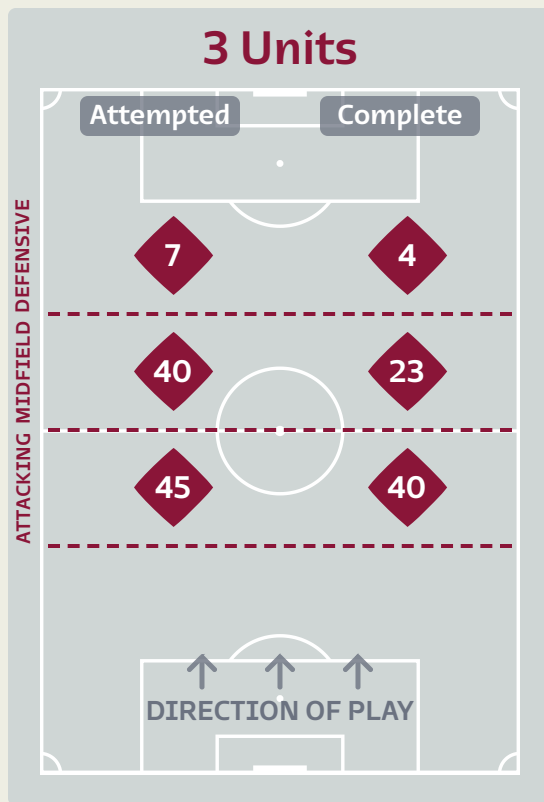 3 Units
Attempted Complete
ATTACKING MIDFIELD DEFENSIVE
7 4
40 23
45 40
DIRECTION OF PLAY